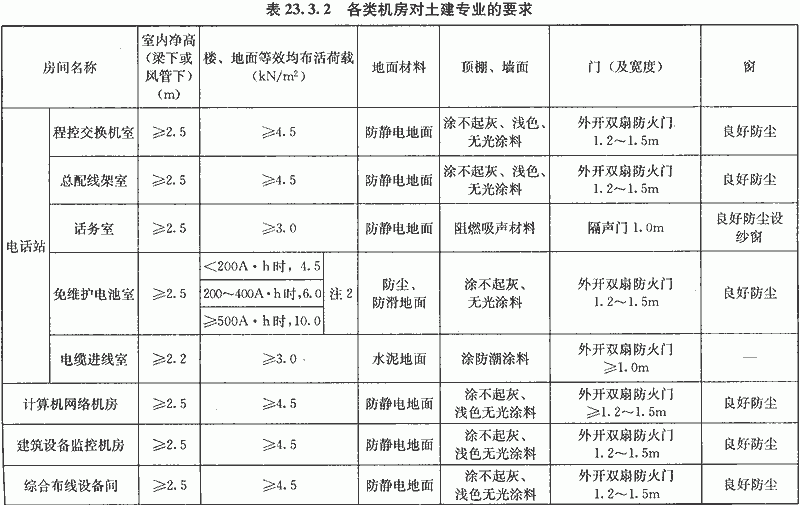 表 23.3.2 各类机房对土建专业的要求
房间名称
室内净高
(梁下或
风管下)
(m)
楼、地面等效均布活荷载
(kN/m²)
地面材料
顶棚、墙面
门(及宽度)
窗
电话站
程控交换机室
≥2.5
≥4.5
防静电地面
涂不起灰、浅色、
无光涂料
外开双扇防火门
1.2～1.5m
良好防尘
总配线架室
≥2.5
≥4.5
防静电地面
涂不起灰、浅色、
无光涂料
外开双扇防火门
1.2～1.5m
良好防尘
话务室
≥2.5
≥3.0
防静电地面
阻燃吸声材料
隔声门 1.0m
良好防尘设
纱窗
免维护电池室
≥2.5
<200A·h时，4.5
200～400A·h时,6.0
≥500A·h时,10.0
注 2
防尘、
防滑地面
涂不起灰、
无光涂料
外开双扇防火门
1.2～1.5m
良好防尘
电缆进线室
≥2.2
≥3.0
水泥地面
涂防潮涂料
外开双扇防火门
≥1.0m
—
计算机网络机房
≥2.5
≥4.5
防静电地面
涂不起灰、
浅色无光涂料
外开双扇防火门
≥1.2～1.5m
良好防尘
建筑设备监控机房
≥2.5
≥4.5
防静电地面
涂不起灰、
浅色无光涂料
外开双扇防火门
1.2～1.5m
良好防尘
综合布线设备间
≥2.5
≥4.5
防静电地面
涂不起灰、
浅色无光涂料
外开双扇防火门
1.2～1.5m
良好防尘